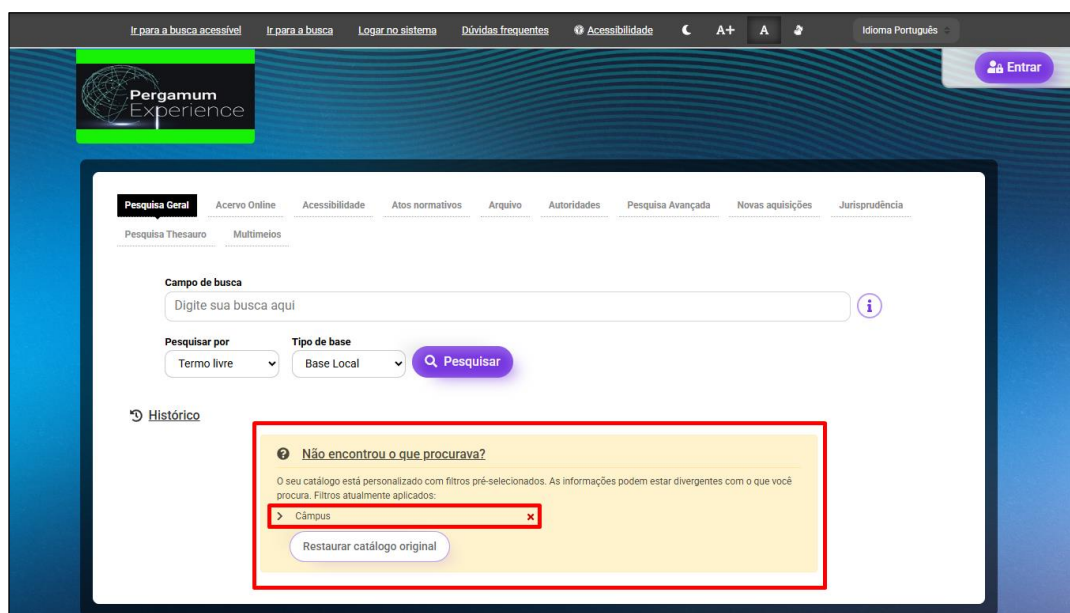 Ir para a busca acessível Ir para a busca Logar no sistema Dúvidas frequentes Acessibilidade A+ A Idioma Português
Entrar
Pergamum
Experience
Pesquisa Geral Acervo Online Acessibilidade Atos normativos Arquivo Autoridades Pesquisa Avançada Novas aquisições Jurisprudência
Pesquisa Thesauro Multimeios
Campo de busca
Digite sua busca aqui
Pesquisar por Tipo de base
Termo livre Base Local Pesquisar
Histórico
Não encontrou o que procurava?
O seu catálogo está personalizado com filtros pré-selecionados. As informações podem estar divergentes com o que você
procura. Filtros atualmente aplicados:
Câmpus
Restaurar catálogo original